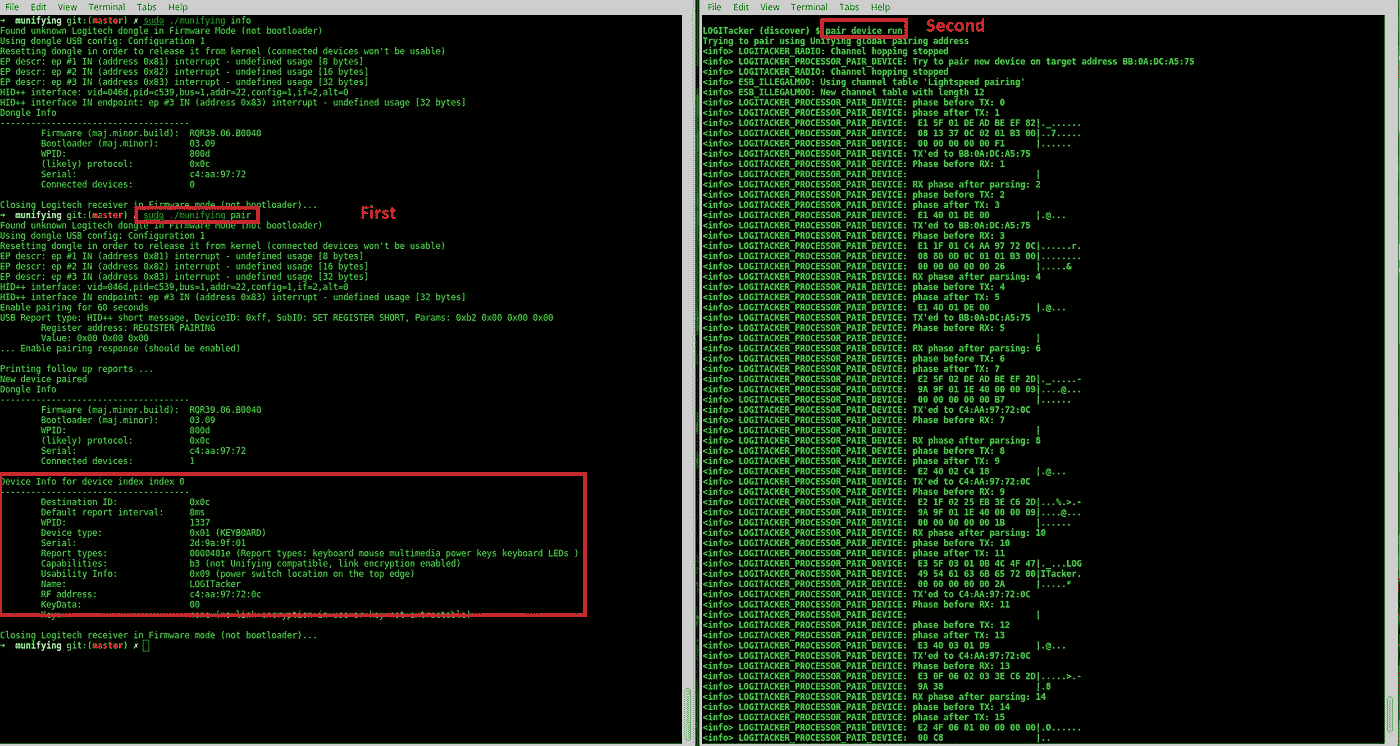 File Edit View Terminal Tabs Help
➜ munifying git:(master) ✗ sudo ./munifying info
Found unknown Logitech dongle in Firmware Mode (not bootloader)
Using dongle USB config: Configuration 1
Resetting dongle in order to release it from kernel (connected devices won't be usable)
EP descr: ep #1 IN (address 0x81) interrupt - undefined usage [8 bytes]
EP descr: ep #2 IN (address 0x82) interrupt - undefined usage [16 bytes]
EP descr: ep #3 IN (address 0x83) interrupt - undefined usage [32 bytes]
HID++ interface: vid=046d,pid=c539,bus=1,addr=22,config=1,if=2,alt=0
HID++ interface IN endpoint: ep #3 IN (address 0x83) interrupt - undefined usage [32 bytes]
Dongle Info
-------------------------------------
Firmware (maj.minor.build): RQR39.06.B0040
Bootloader (maj.minor): 03.09
WPID: 800d
(likely) protocol: 0x0c
Serial: c4:aa:97:72
Connected devices: 0
Closing Logitech receiver in Firmware mode (not bootloader)...
➜ munifying git:(master) sudo ./munifying pair
First
Found unknown Logitech dongle in Firmware Mode (not bootloader)
Using dongle USB config: Configuration 1
Resetting dongle in order to release it from kernel (connected devices won't be usable)
EP descr: ep #1 IN (address 0x81) interrupt - undefined usage [8 bytes]
EP descr: ep #2 IN (address 0x82) interrupt - undefined usage [16 bytes]
EP descr: ep #3 IN (address 0x83) interrupt - undefined usage [32 bytes]
HID++ interface: vid=046d,pid=c539,bus=1,addr=22,config=1,if=2,alt=0
HID++ interface IN endpoint: ep #3 IN (address 0x83) interrupt - undefined usage [32 bytes]
Enable pairing for 60 seconds
USB Report type: HID++ short message, DeviceID: 0xff, SubID: SET REGISTER SHORT, Params: 0xb2 0x00 0x00 0x00
Register address: REGISTER PAIRING
Value: 0x00 0x00 0x00
... Enable pairing response (should be enabled)
Printing follow up reports ...
New device paired
Dongle Info
-------------------------------------
Firmware (maj.minor.build): RQR39.06.B0040
Bootloader (maj.minor): 03.09
WPID: 800d
(likely) protocol: 0x0c
Serial: c4:aa:97:72
Connected devices: 1
Device Info for device index index 0
-------------------------------------
Destination ID: 0x0c
Default report interval: 8ms
WPID: 1337
Device type: 0x01 (KEYBOARD)
Serial: 2d:9a:9f:01
Report types: 0000401e (Report types: keyboard mouse multimedia power keys keyboard LEDs )
Capabilities: b3 (not Unifying compatible, link encryption enabled)
Usability Info: 0x09 (power switch location on the top edge)
Name: LOGITacker
RF address: c4:aa:97:72:0c
KeyData: 00
Key: none (no link encryption in use or key not extractable)
Closing Logitech receiver in Firmware mode (not bootloader)...
➜ munifying git:(master) ✗
File Edit View Terminal Tabs Help
LOGITacker (discover) $ pair device run
Second
Trying to pair using Unifying global pairing address
<info> LOGITACKER_RADIO: Channel hopping stopped
<info> LOGITACKER_PROCESSOR_PAIR_DEVICE: Try to pair new device on target address BB:0A:DC:A5:75
<info> LOGITACKER_RADIO: Channel hopping stopped
<info> ESB_ILLEGALMOD: Using channel table 'Lightspeed pairing'
<info> ESB_ILLEGALMOD: New channel table with length 12
<info> LOGITACKER_PROCESSOR_PAIR_DEVICE: phase before TX: 0
<info> LOGITACKER_PROCESSOR_PAIR_DEVICE: phase after TX: 1
<info> LOGITACKER_PROCESSOR_PAIR_DEVICE: E1 5F 01 DE AD BE EF 82|._......
<info> LOGITACKER_PROCESSOR_PAIR_DEVICE: 08 13 37 0C 02 01 B3 00|..7.....
<info> LOGITACKER_PROCESSOR_PAIR_DEVICE: 00 00 00 00 00 F1 |......
<info> LOGITACKER_PROCESSOR_PAIR_DEVICE: TX'ed to BB:0A:DC:A5:75
<info> LOGITACKER_PROCESSOR_PAIR_DEVICE: Phase before RX: 1
<info> LOGITACKER_PROCESSOR_PAIR_DEVICE: |
<info> LOGITACKER_PROCESSOR_PAIR_DEVICE: RX phase after parsing: 2
<info> LOGITACKER_PROCESSOR_PAIR_DEVICE: phase before TX: 2
<info> LOGITACKER_PROCESSOR_PAIR_DEVICE: phase after TX: 3
<info> LOGITACKER_PROCESSOR_PAIR_DEVICE: E1 40 01 DE 00 |.@...
<info> LOGITACKER_PROCESSOR_PAIR_DEVICE: TX'ed to BB:0A:DC:A5:75
<info> LOGITACKER_PROCESSOR_PAIR_DEVICE: Phase before RX: 3
<info> LOGITACKER_PROCESSOR_PAIR_DEVICE: E1 1F 01 C4 AA 97 72 0C|......r.
<info> LOGITACKER_PROCESSOR_PAIR_DEVICE: 08 80 0D 0C 01 01 B3 00|........
<info> LOGITACKER_PROCESSOR_PAIR_DEVICE: 00 00 00 00 00 26 |.....&
<info> LOGITACKER_PROCESSOR_PAIR_DEVICE: RX phase after parsing: 4
<info> LOGITACKER_PROCESSOR_PAIR_DEVICE: phase before TX: 4
<info> LOGITACKER_PROCESSOR_PAIR_DEVICE: phase after TX: 5
<info> LOGITACKER_PROCESSOR_PAIR_DEVICE: E1 40 01 DE 00 |.@...
<info> LOGITACKER_PROCESSOR_PAIR_DEVICE: TX'ed to BB:0A:DC:A5:75
<info> LOGITACKER_PROCESSOR_PAIR_DEVICE: Phase before RX: 5
<info> LOGITACKER_PROCESSOR_PAIR_DEVICE: |
<info> LOGITACKER_PROCESSOR_PAIR_DEVICE: RX phase after parsing: 6
<info> LOGITACKER_PROCESSOR_PAIR_DEVICE: phase before TX: 6
<info> LOGITACKER_PROCESSOR_PAIR_DEVICE: phase after TX: 7
<info> LOGITACKER_PROCESSOR_PAIR_DEVICE: E2 5F 02 DE AD BE EF 2D|._.....-
<info> LOGITACKER_PROCESSOR_PAIR_DEVICE: 9A 9F 01 1E 40 00 00 09|....@...
<info> LOGITACKER_PROCESSOR_PAIR_DEVICE: 00 00 00 00 00 B7 |......
<info> LOGITACKER_PROCESSOR_PAIR_DEVICE: TX'ed to C4:AA:97:72:0C
<info> LOGITACKER_PROCESSOR_PAIR_DEVICE: Phase before RX: 7
<info> LOGITACKER_PROCESSOR_PAIR_DEVICE: |
<info> LOGITACKER_PROCESSOR_PAIR_DEVICE: RX phase after parsing: 8
<info> LOGITACKER_PROCESSOR_PAIR_DEVICE: phase before TX: 8
<info> LOGITACKER_PROCESSOR_PAIR_DEVICE: phase after TX: 9
<info> LOGITACKER_PROCESSOR_PAIR_DEVICE: E2 40 02 C4 18 |.@...
<info> LOGITACKER_PROCESSOR_PAIR_DEVICE: TX'ed to C4:AA:97:72:0C
<info> LOGITACKER_PROCESSOR_PAIR_DEVICE: Phase before RX: 9
<info> LOGITACKER_PROCESSOR_PAIR_DEVICE: E2 1F 02 25 EB 3E C6 2D|...%.>.-
<info> LOGITACKER_PROCESSOR_PAIR_DEVICE: 9A 9F 01 1E 40 00 00 09|....@...
<info> LOGITACKER_PROCESSOR_PAIR_DEVICE: 00 00 00 00 00 1B |......
<info> LOGITACKER_PROCESSOR_PAIR_DEVICE: RX phase after parsing: 10
<info> LOGITACKER_PROCESSOR_PAIR_DEVICE: phase before TX: 10
<info> LOGITACKER_PROCESSOR_PAIR_DEVICE: phase after TX: 11
<info> LOGITACKER_PROCESSOR_PAIR_DEVICE: E3 5F 03 01 0B 4C 4F 47|._...LOG
<info> LOGITACKER_PROCESSOR_PAIR_DEVICE: 49 54 61 63 6B 65 72 00|ITacker.
<info> LOGITACKER_PROCESSOR_PAIR_DEVICE: 00 00 00 00 00 2A |.....*
<info> LOGITACKER_PROCESSOR_PAIR_DEVICE: TX'ed to C4:AA:97:72:0C
<info> LOGITACKER_PROCESSOR_PAIR_DEVICE: Phase before RX: 11
<info> LOGITACKER_PROCESSOR_PAIR_DEVICE: |
<info> LOGITACKER_PROCESSOR_PAIR_DEVICE: phase before TX: 12
<info> LOGITACKER_PROCESSOR_PAIR_DEVICE: phase after TX: 13
<info> LOGITACKER_PROCESSOR_PAIR_DEVICE: E3 40 03 01 D9 |.@...
<info> LOGITACKER_PROCESSOR_PAIR_DEVICE: TX'ed to C4:AA:97:72:0C
<info> LOGITACKER_PROCESSOR_PAIR_DEVICE: Phase before RX: 13
<info> LOGITACKER_PROCESSOR_PAIR_DEVICE: E3 0F 06 02 03 3E C6 2D|.....>.-
<info> LOGITACKER_PROCESSOR_PAIR_DEVICE: 9A 38 |.8
<info> LOGITACKER_PROCESSOR_PAIR_DEVICE: RX phase after parsing: 14
<info> LOGITACKER_PROCESSOR_PAIR_DEVICE: phase before TX: 14
<info> LOGITACKER_PROCESSOR_PAIR_DEVICE: phase after TX: 15
<info> LOGITACKER_PROCESSOR_PAIR_DEVICE: E2 4F 06 01 00 00 00 00|.O......
<info> LOGITACKER_PROCESSOR_PAIR_DEVICE: 00 C8 |..